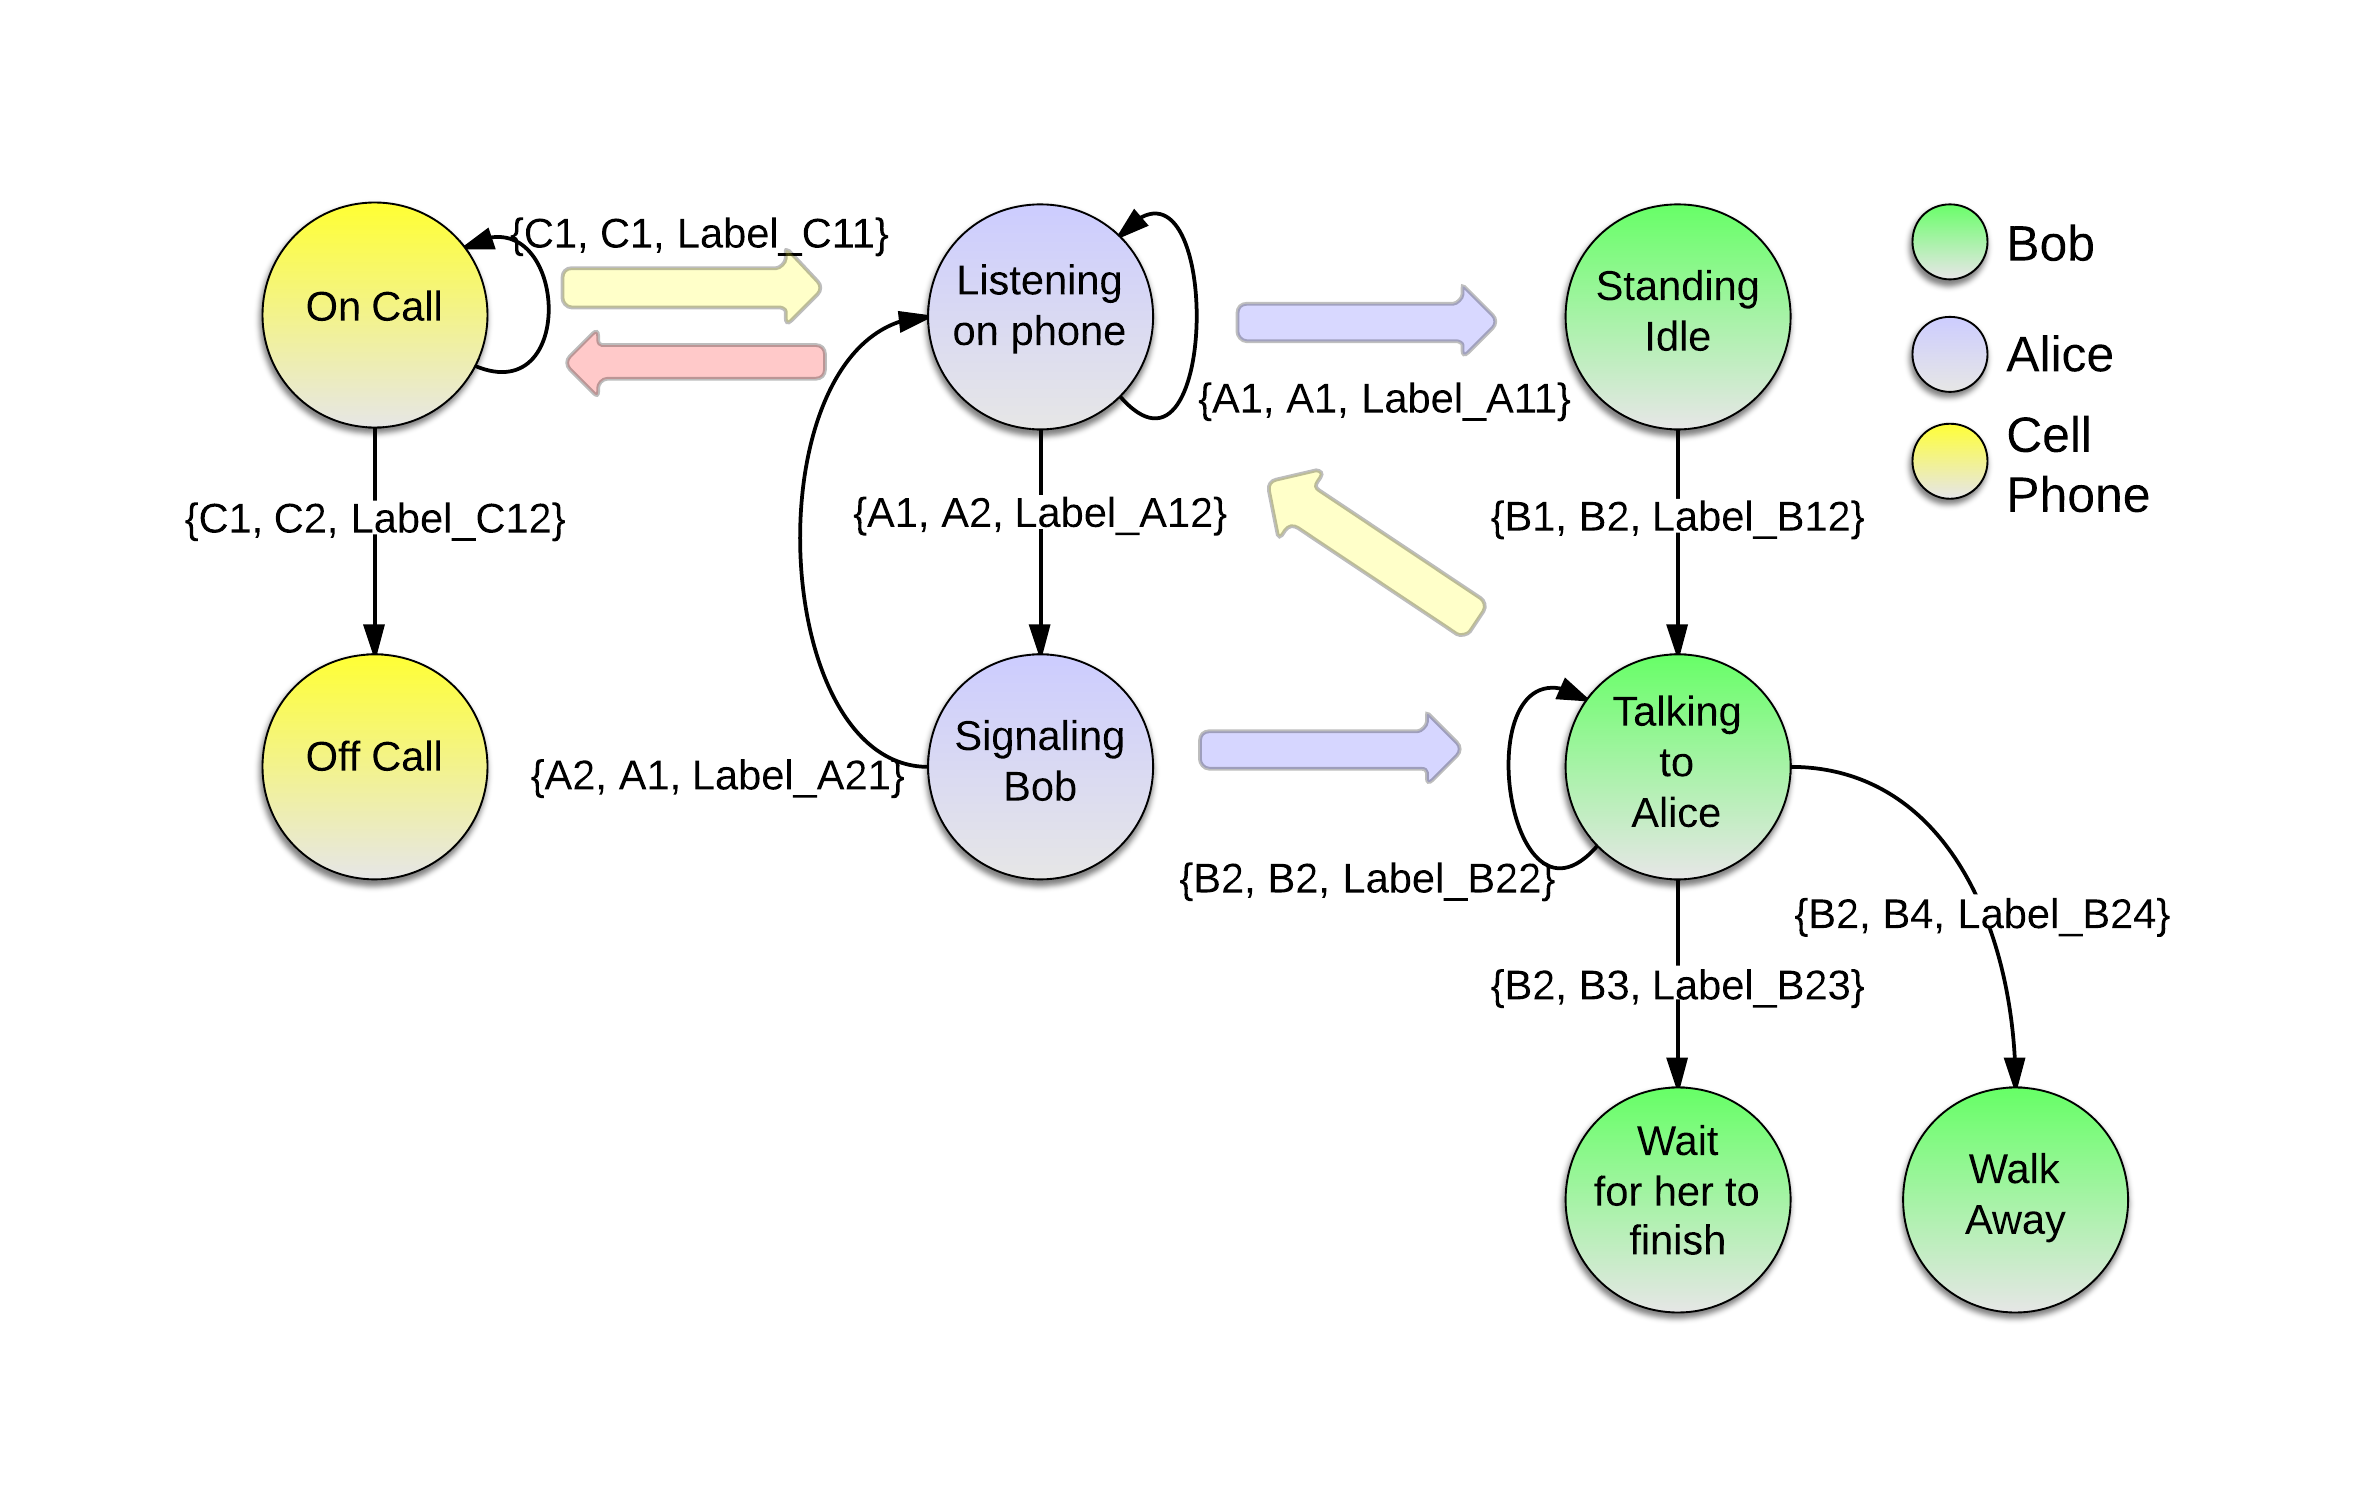 {C1, C1, Label_C11}
On Call
Listening
on phone
Standing
Idle
Bob
Alice
Cell
Phone
{A1, A1, Label_A11}
{C1, C2, Label_C12}
{A1, A2, Label_A12}
{B1, B2, Label_B12}
Off Call
{A2, A1, Label_A21}
Signaling
Bob
Talking
to
Alice
{B2, B2, Label_B22}
{B2, B4, Label_B24}
{B2, B3, Label_B23}
Wait
for her to
finish
Walk
Away